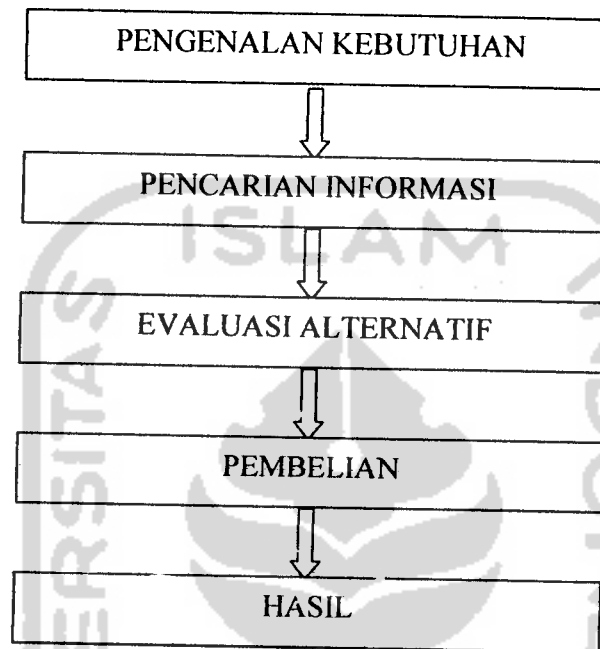 PENGENALAN KEBUTUHAN
PENCARIAN INFORMASI
ISLAM
EVALUASI ALTERNATIF
PEMBELIAN
HASIL